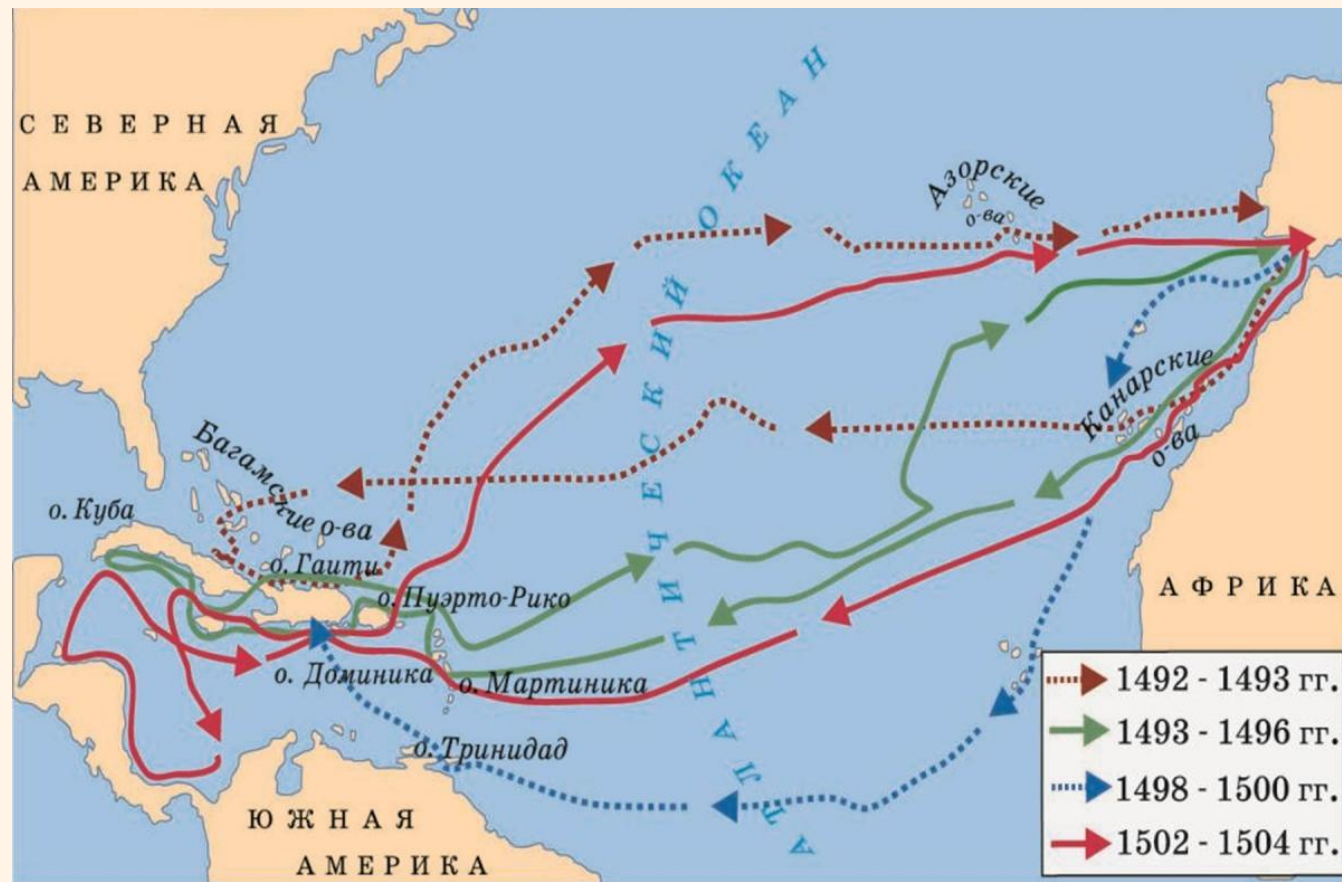 СЕВЕРНАЯ
АМЕРИКА
АТЛАНТИЧЕСКИЙ ОКЕАН
Азорские
о-ва
Канарские
о-ва
Багамские о-ва
о. Куба
о. Гаити
о. Пуэрто-Рико
АФРИКА
о. Доминика
о. Мартиника
о. Тринидад
ЮЖНАЯ
АМЕРИКА
1492 - 1493 гг.
1493 - 1496 гг.
1498 - 1500 гг.
1502 - 1504 гг.